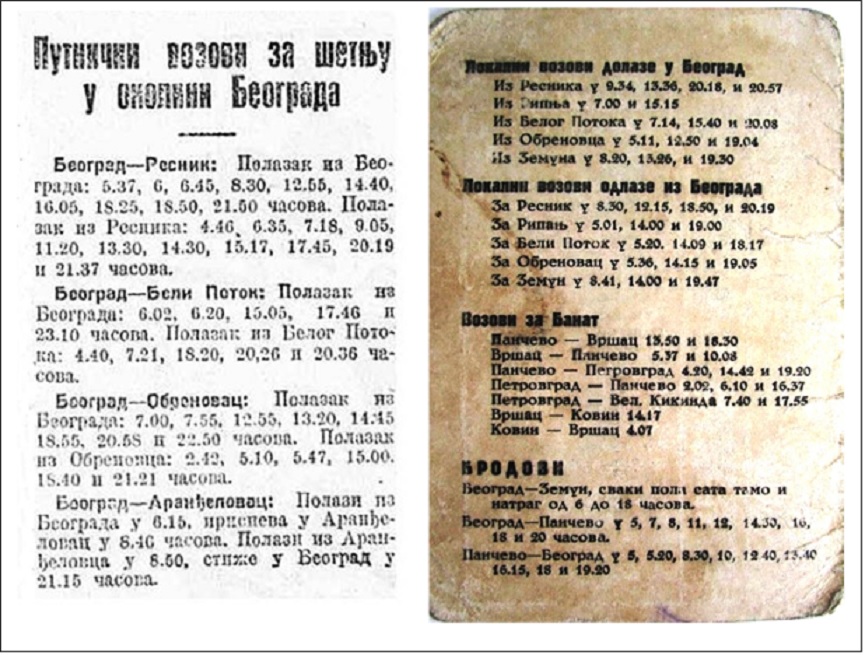 Путнички возови за шетњу
у околини Београда
Београд—Ресник: Полазак из Бео-
града: 5.37, 6, 6.45, 8.30, 12.55, 14.40,
16.05, 18.25, 18.50, 21.50 часова. Пола-
зак из Ресника: 4.46, 6.35, 7.18, 9.05,
11.20, 13.30, 14.30, 15.17, 17.45, 20.19
и 21.37 часова.
Београд—Бели Поток: Полазак из
Београда: 6.02, 6.20, 15.05, 17.46 и
23.10 часова. Полазак из Белог Пото-
ка: 4.40, 7.21, 18.20, 20,26 и 20.36 ча-
сова.
Београд—Обреновац: Полазак из
Београда: 7.00, 7.55, 12.55, 13.20, 14.45
18.55, 20.58 и 22.50 часова. Полазак
из Обреновца: 2.42, 5.10, 5.47, 15.00.
18.40 и 21.21 часова.
Београд—Аранђеловац: Полази из
Београда у 6.15, приспева у Аранђе-
ловац у 8.46 часова. Полази из Аран-
ђеловца у 8.50, стиже у Београд у
21.15 часова.
Локални возови долазе у Београд
Из Ресника у 9.34, 13.36, 20.18, и 20.57
Из Рипња у 7.00 и 15.15
Из Белог Потока у 7.14, 15.40 и 20.08
Из Обреновца у 5.11, 12.50 и 19.04
Из Земуна у 8.20, 13.26, и 19.30
Локални возови одлазе из Београда
За Ресник у 8.30, 12.15, 18.50, и 20.19
За Рипањ у 5.01, 14.00 и 19.00
За Бели Поток у 5.20. 14.09 и 18.17
За Обреновац у 5.36, 14.15 и 19.05
За Земун у 8.41, 14.00 и 19.47
Возови за Банат
Панчево — Вршац 13.50 и 18.30
Вршац — Панчево 5.37 и 10.08
Панчево — Петровград 4.20, 14.42 и 19.20
Петровград — Панчево 2.02, 6.10 и 16.37
Петровград — Вел. Кикинда 7.40 и 17.55
Вршац — Ковин 14.17
Ковин — Вршац 4.07
БРОДОВИ
Београд—Земун, сваки пола сата тамо и
натраг од 6 до 18 часова.
Београд—Панчево у 5, 7, 8, 11, 12, 14.30, 16,
18 и 20 часова.
Панчево—Београд у 5, 5.20, 8.30, 10, 12 40, 13.40
16.15, 18 и 19.20